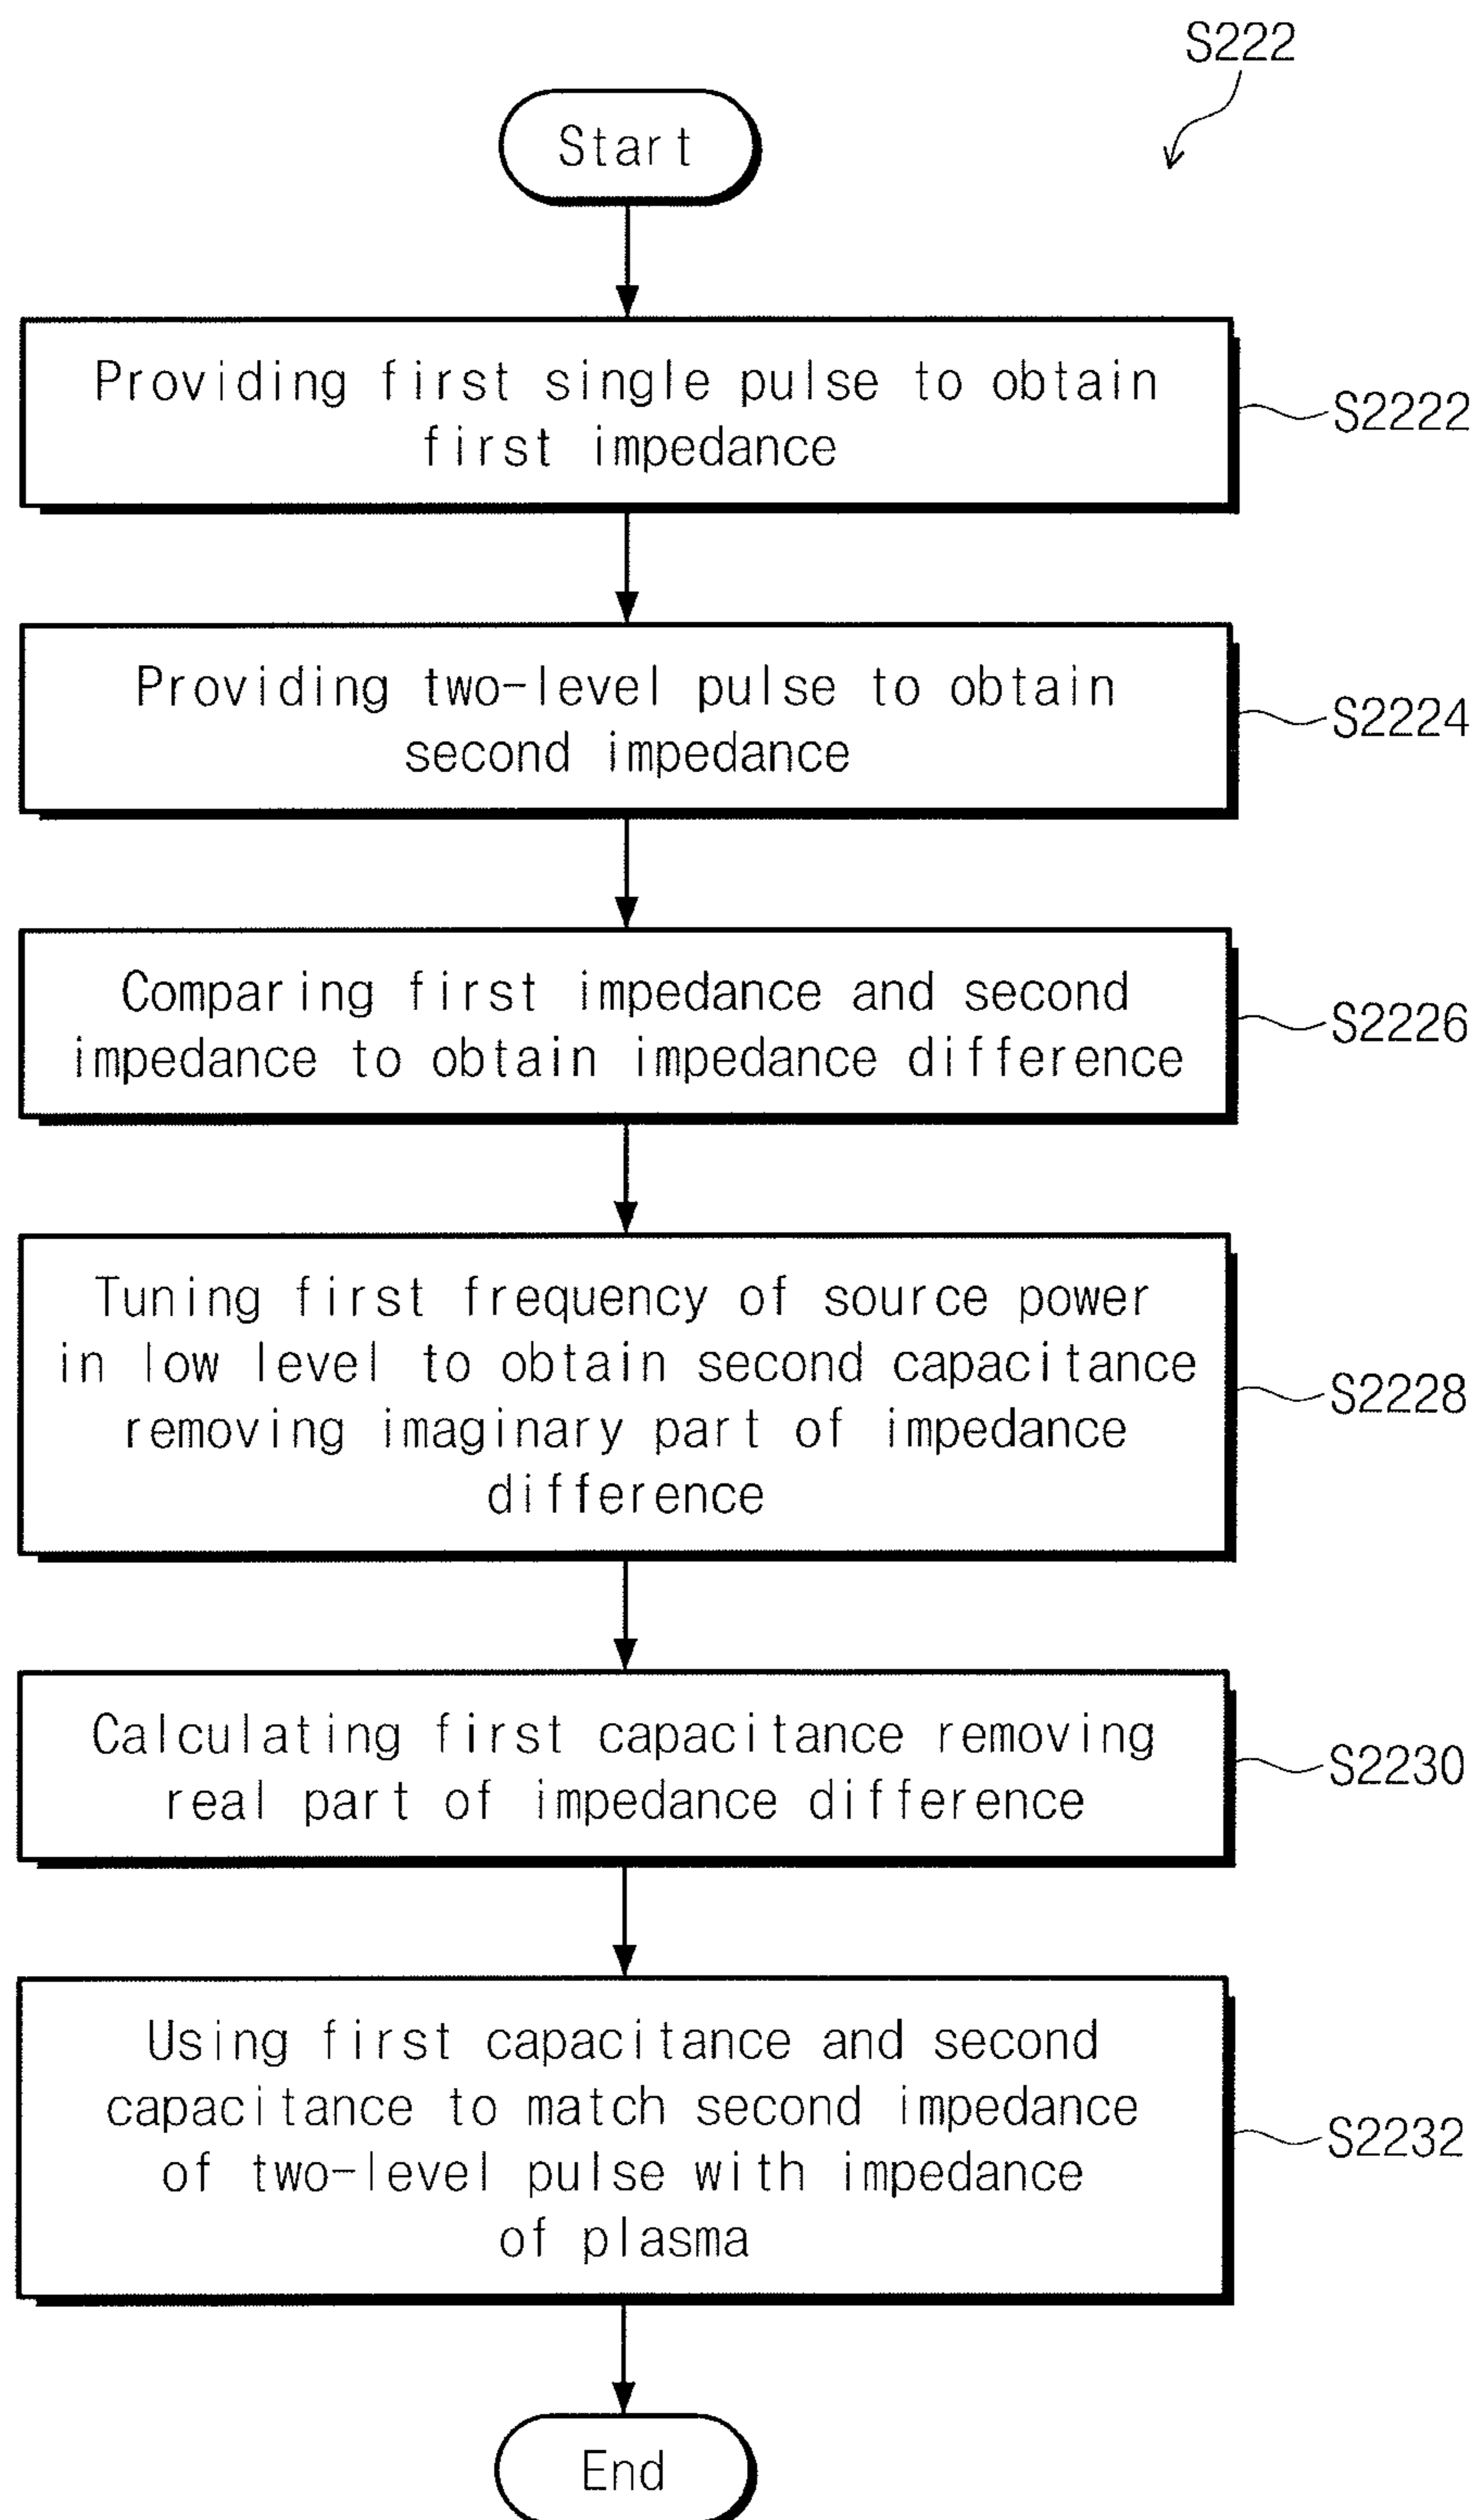 S222
Start
Providing first single pulse to obtain
first impedance
S2222
Providing two-level pulse to obtain
second impedance
S2224
Comparing first impedance and second
impedance to obtain impedance difference
S2226
Tuning first frequency of source power
in low level to obtain second capacitance
removing imaginary part of impedance
difference
S2228
Calculating first capacitance removing
real part of impedance difference
S2230
Using first capacitance and second
capacitance to match second impedance
of two-level pulse with impedance
of plasma
S2232
End